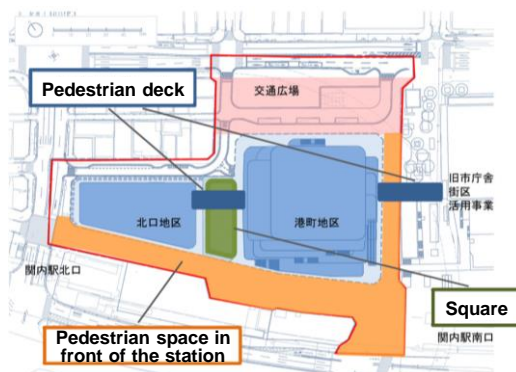 Pedestrian deck
交通広場
旧市庁舎
街区
活用事業
北口地区
港町地区
関内駅北口
Square
Pedestrian space in
front of the station
関内駅南口